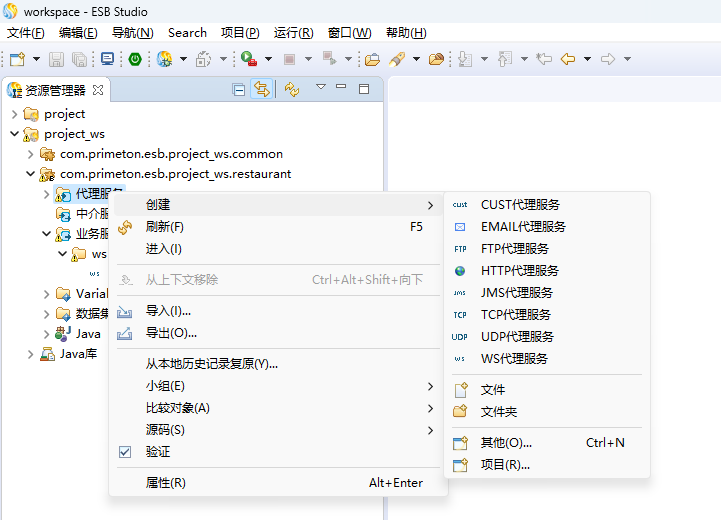 workspace - ESB Studio
文件(F) 编辑(E) 导航(N) Search 项目(P) 运行(R) 窗口(W) 帮助(H)
资源管理器
project
project_ws
com.primeton.esb.project_ws.common
com.primeton.esb.project_ws.restaurant
代理服务
中介服
业务服
ws
ws
Variab
数据集
Java
Java库
创建
刷新(F) F5
进入(I)
从上下文移除 Ctrl+Alt+Shift+向下
导入(I)...
导出(O)...
从本地历史记录复原(Y)...
小组(E)
比较对象(A)
源码(S)
验证
属性(R) Alt+Enter
cust CUST代理服务
EMAIL代理服务
FTP FTP代理服务
HTTP代理服务
JMS JMS代理服务
TCP TCP代理服务
UDP UDP代理服务
ws WS代理服务
文件
文件夹
其他(O)... Ctrl+N
项目(R)...